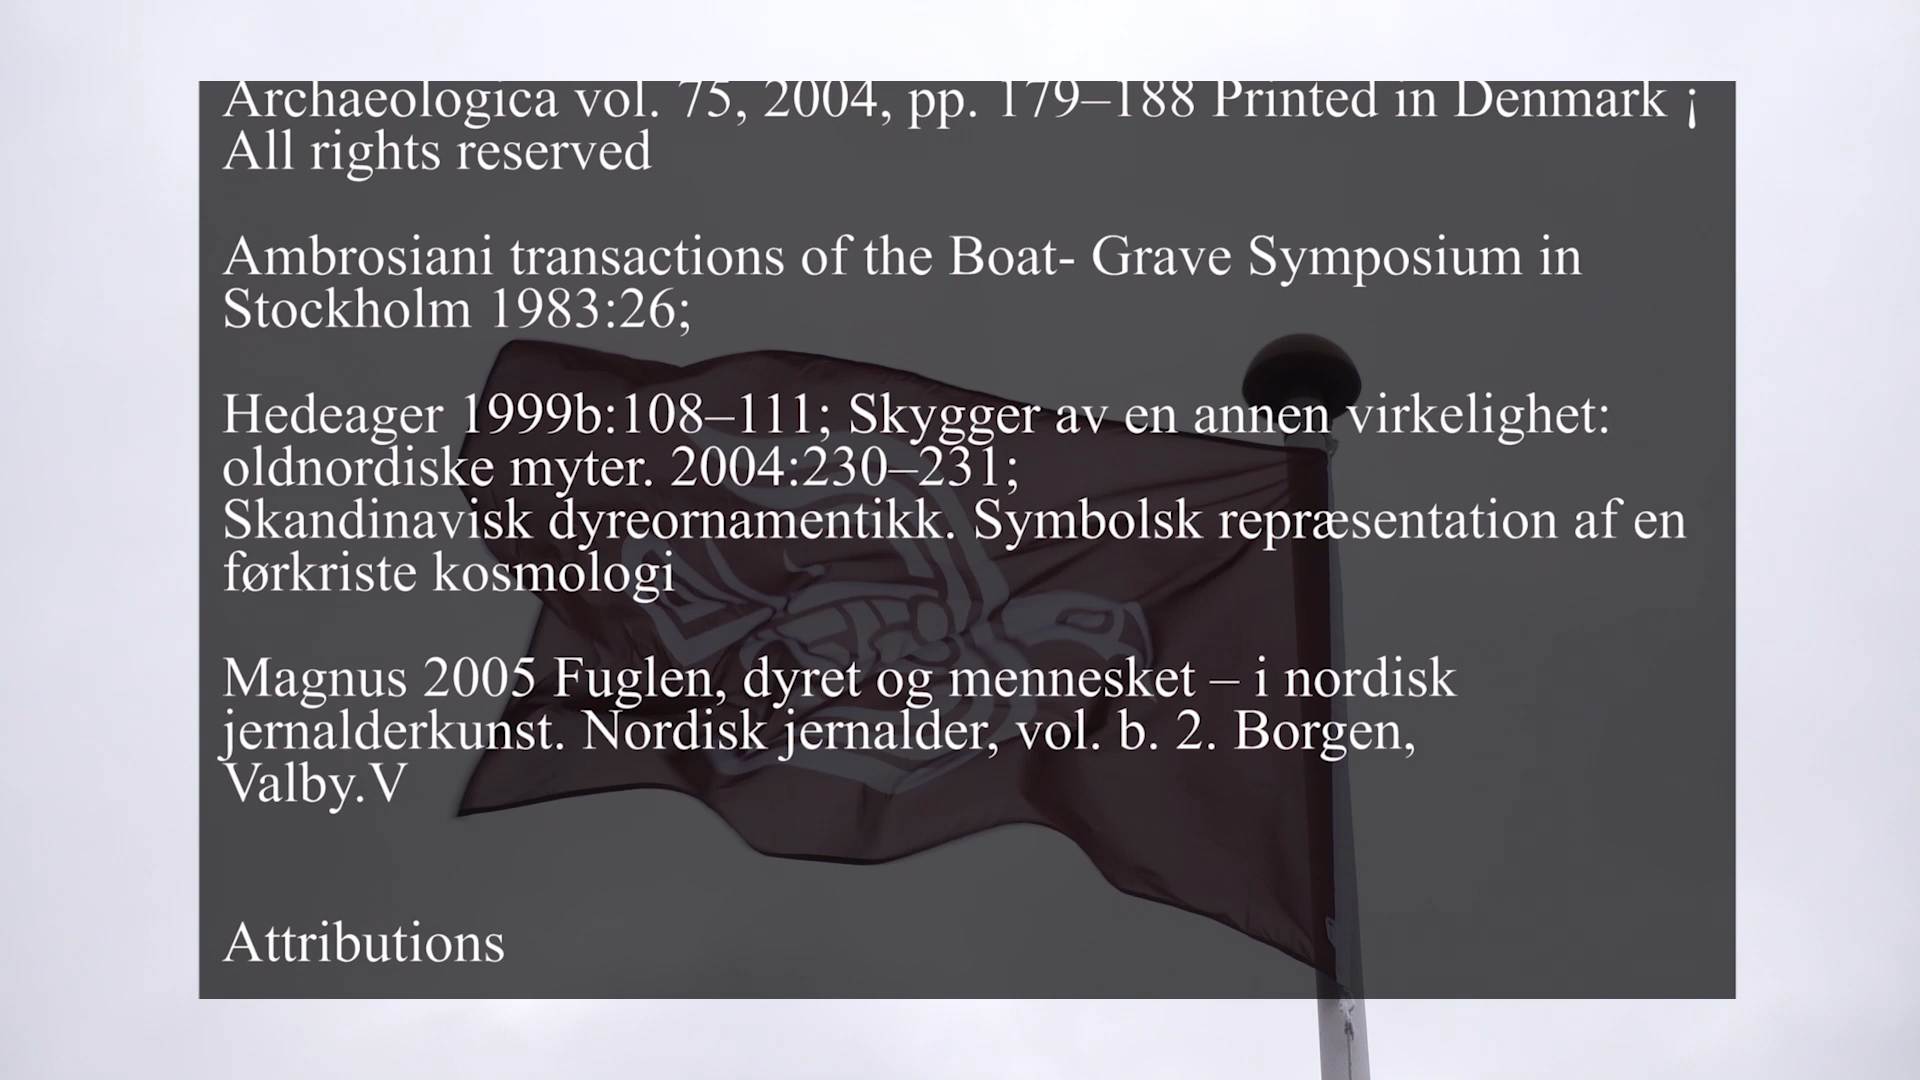 Archaeologica vol. 75, 2004, pp. 179–188 Printed in Denmark ¡
All rights reserved
Ambrosiani transactions of the Boat- Grave Symposium in
Stockholm 1983:26;
Hedeager 1999b:108–111; Skygger av en annen virkelighet:
oldnordiske myter. 2004:230–231;
Skandinavisk dyreornamentikk. Symbolsk repræsentation af en
førkriste kosmologi
Magnus 2005 Fuglen, dyret og mennesket – i nordisk
jernalderkunst. Nordisk jernalder, vol. b. 2. Borgen,
Valby.V
Attributions